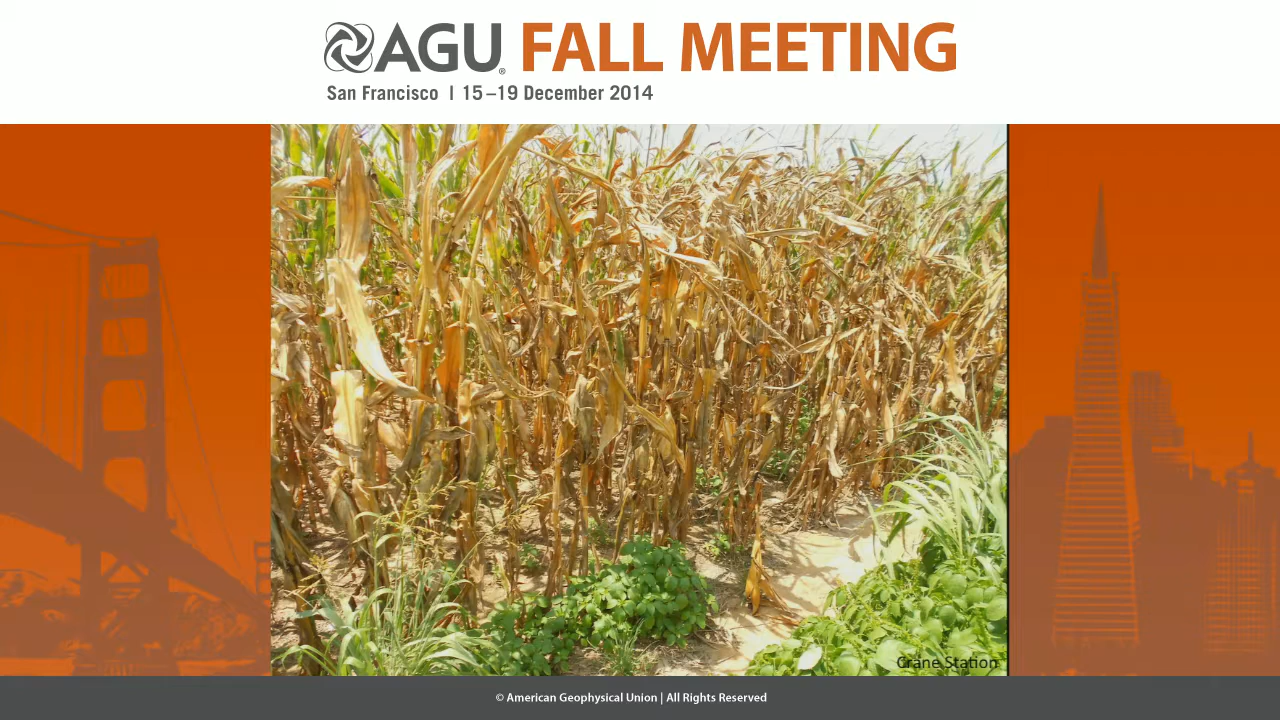 AGU® FALL MEETING
San Francisco | 15–19 December 2014
Crane Station
© American Geophysical Union | All Rights Reserved